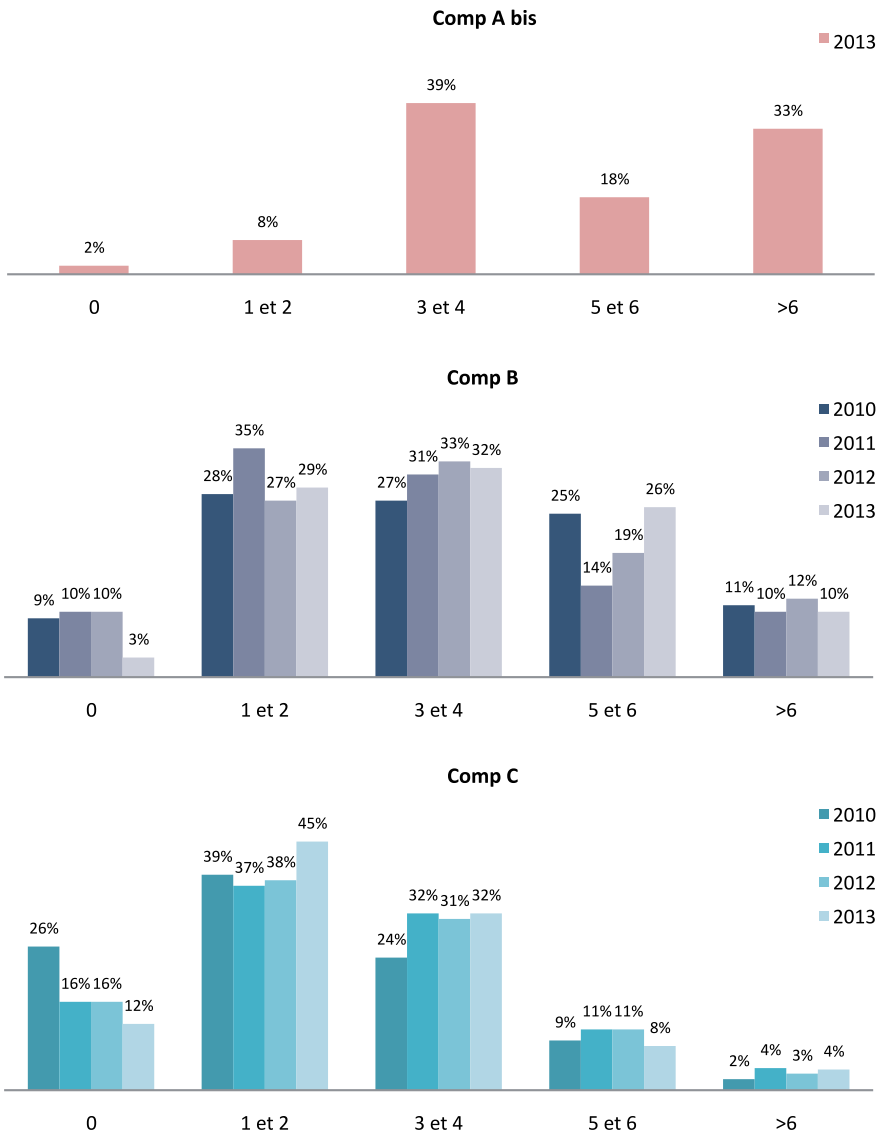 Comp A bis
2013
39%
33%
18%
8%
2%
0 1 et 2 3 et 4 5 et 6 >6
Comp B
2010
2011
2012
2013
9% 10% 10% 3%
28% 35% 27% 29%
27% 31% 33% 32%
25% 14% 19% 26%
11% 10% 12% 10%
0 1 et 2 3 et 4 5 et 6 >6
Comp C
2010
2011
2012
2013
26% 16% 16% 12%
39% 37% 38% 45%
24% 32% 31% 32%
9% 11% 11% 8%
2% 4% 3% 4%
0 1 et 2 3 et 4 5 et 6 >6